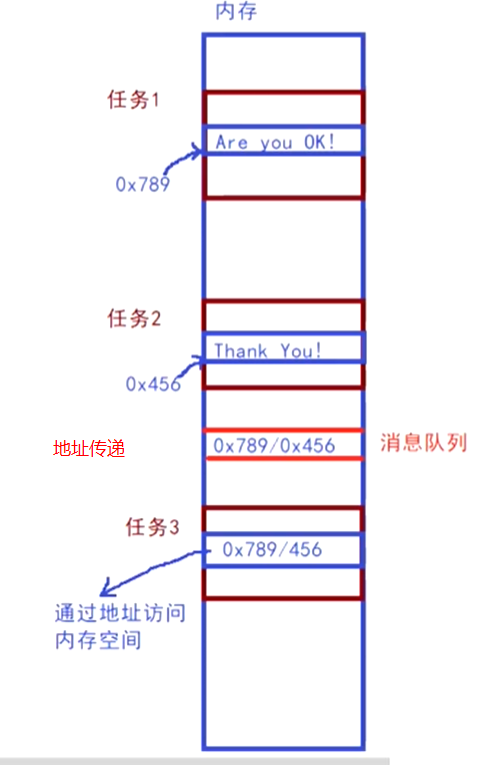 内存
任务1
Are you OK!
0x789
任务2
Thank You!
0x456
地址传递
0x789/0x456
消息队列
任务3
0x789/456
通过地址访问
内存空间